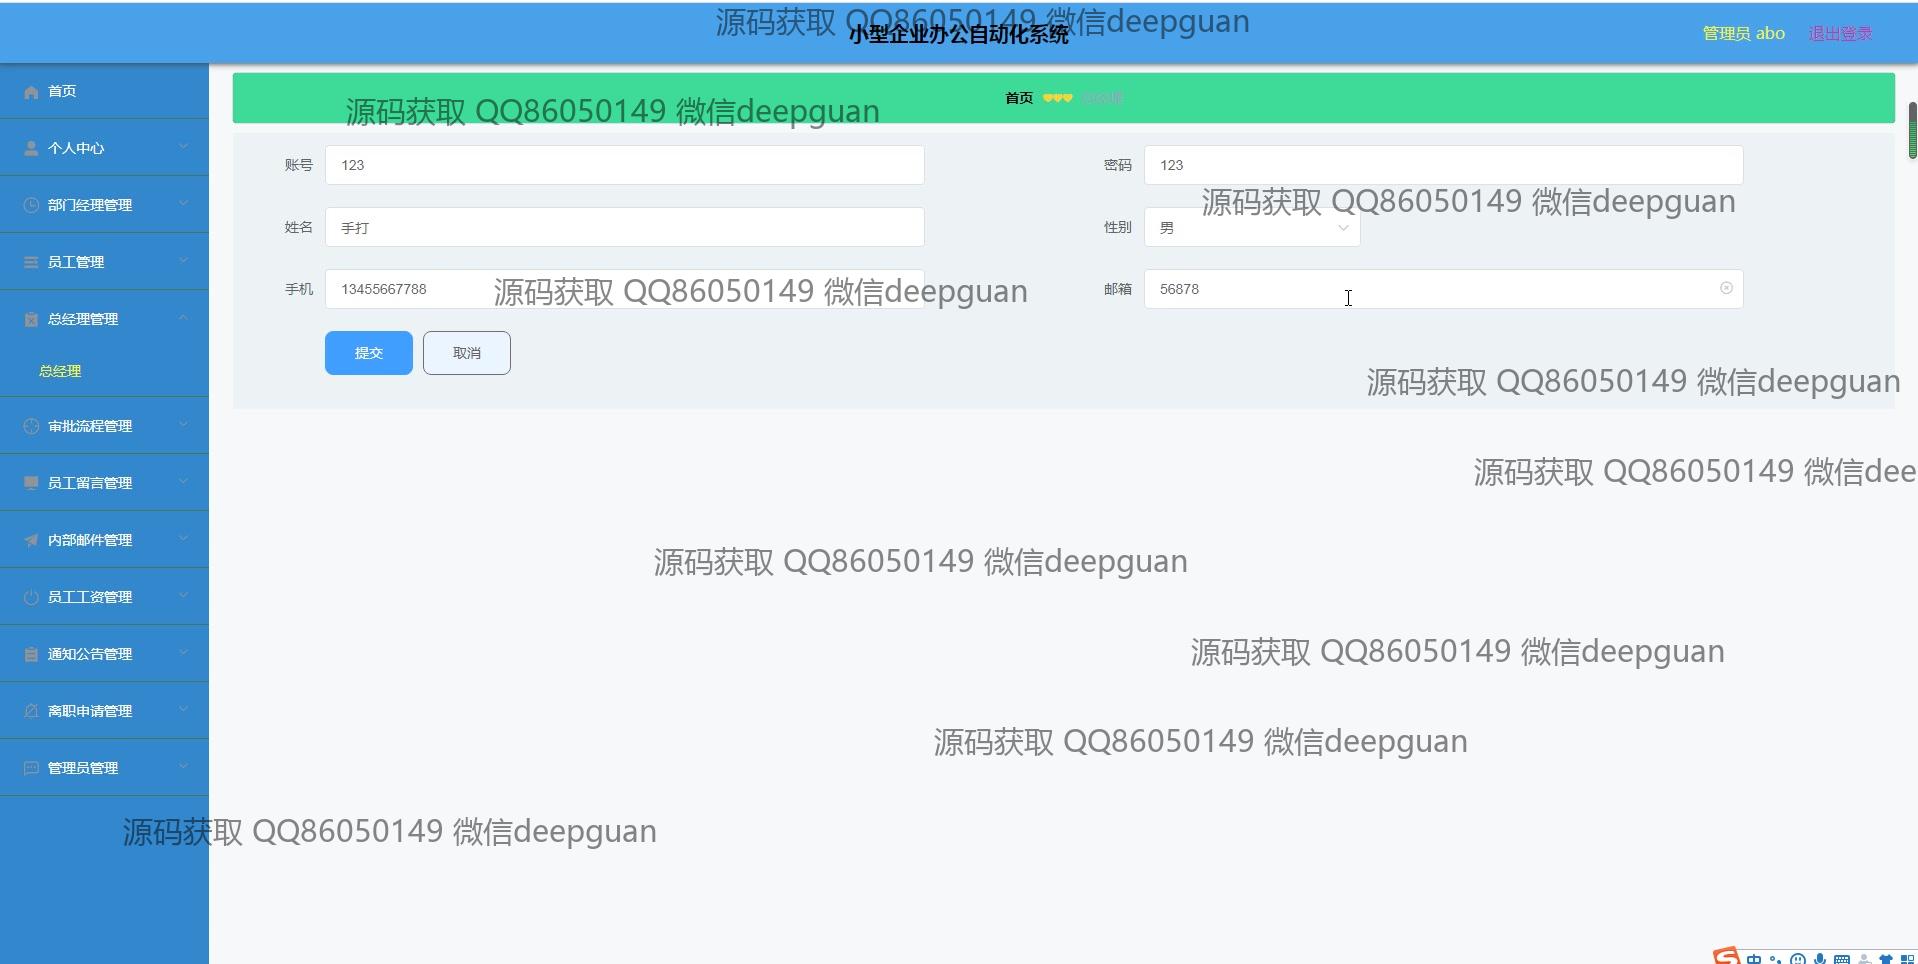 源码获取 QQ86050149 微信deepguan
小型企业办公自动化系统
管理员 abo
退出登录
首页
个人中心
部门经理管理
员工管理
总经理管理
总经理
审批流程管理
员工留言管理
内部邮件管理
员工工资管理
通知公告管理
离职申请管理
管理员管理
首页
源码获取 QQ86050149 微信deepguan
账号 123
密码 123
源码获取 QQ86050149 微信deepguan
姓名 手打
性别 男
手机 13455667788
源码获取 QQ86050149 微信deepguan
邮箱 56878
提交
取消
源码获取 QQ86050149 微信deepguan
源码获取 QQ86050149 微信dee
源码获取 QQ86050149 微信deepguan
源码获取 QQ86050149 微信deepguan
源码获取 QQ86050149 微信deepguan
源码获取 QQ86050149 微信deepguan
中